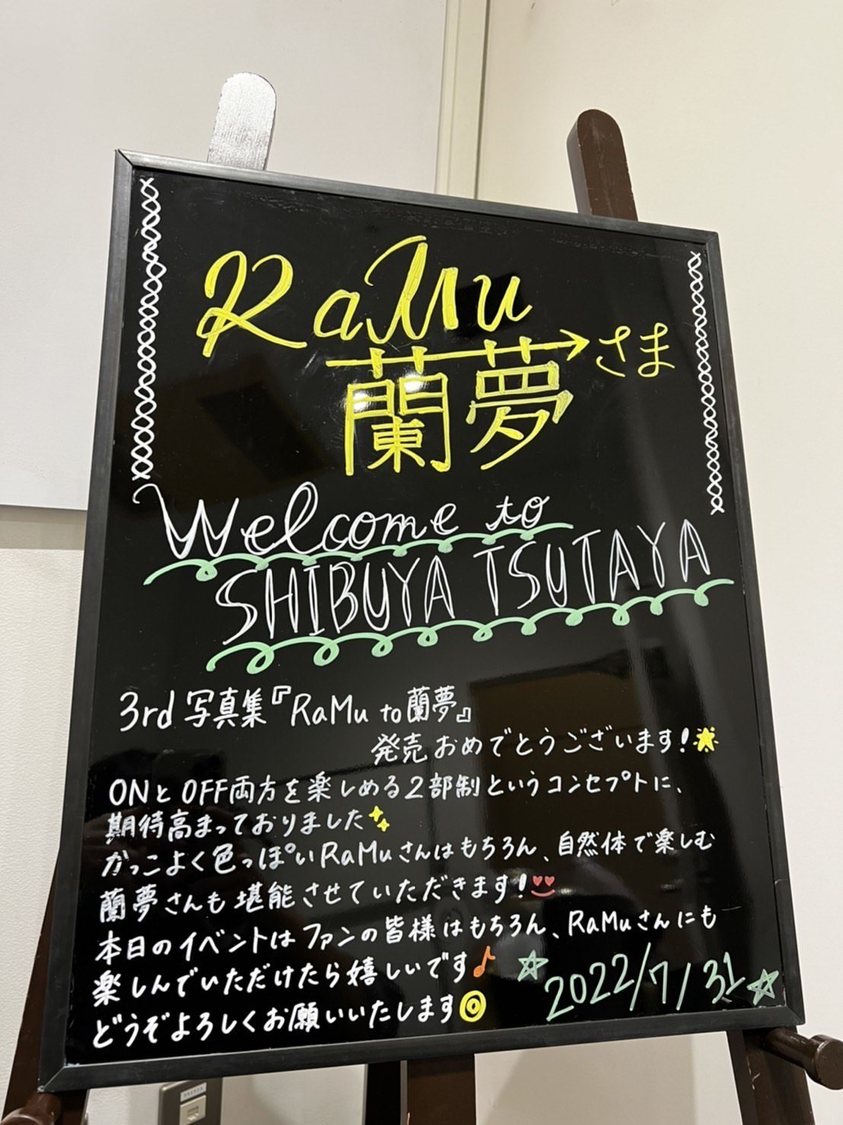 RaMu
蘭夢さま
Welcome to
SHIBUYA TSUTAYA
3rd 写真集『RaMu to 蘭夢』
発売おめでとうございます!
ONとOFF両方を楽しめる2部制というコンセプトに、
期待高まっておりました
かっこよく色っぽいRaMuさんはもちろん、自然体で楽しむ
蘭夢さんも堪能させていただきます!
本日のイベントはファンの皆様はもちろん、RaMuさんにも
楽しんでいただけたら嬉しいです♪
どうぞよろしくお願いいたします
☆2022/7/31☆